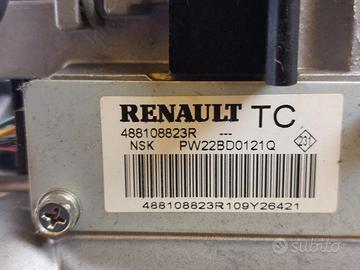 RENAULT TC
488108823R ---
NSK PW22BD0121Q
231
488108823R109Y26421
subito